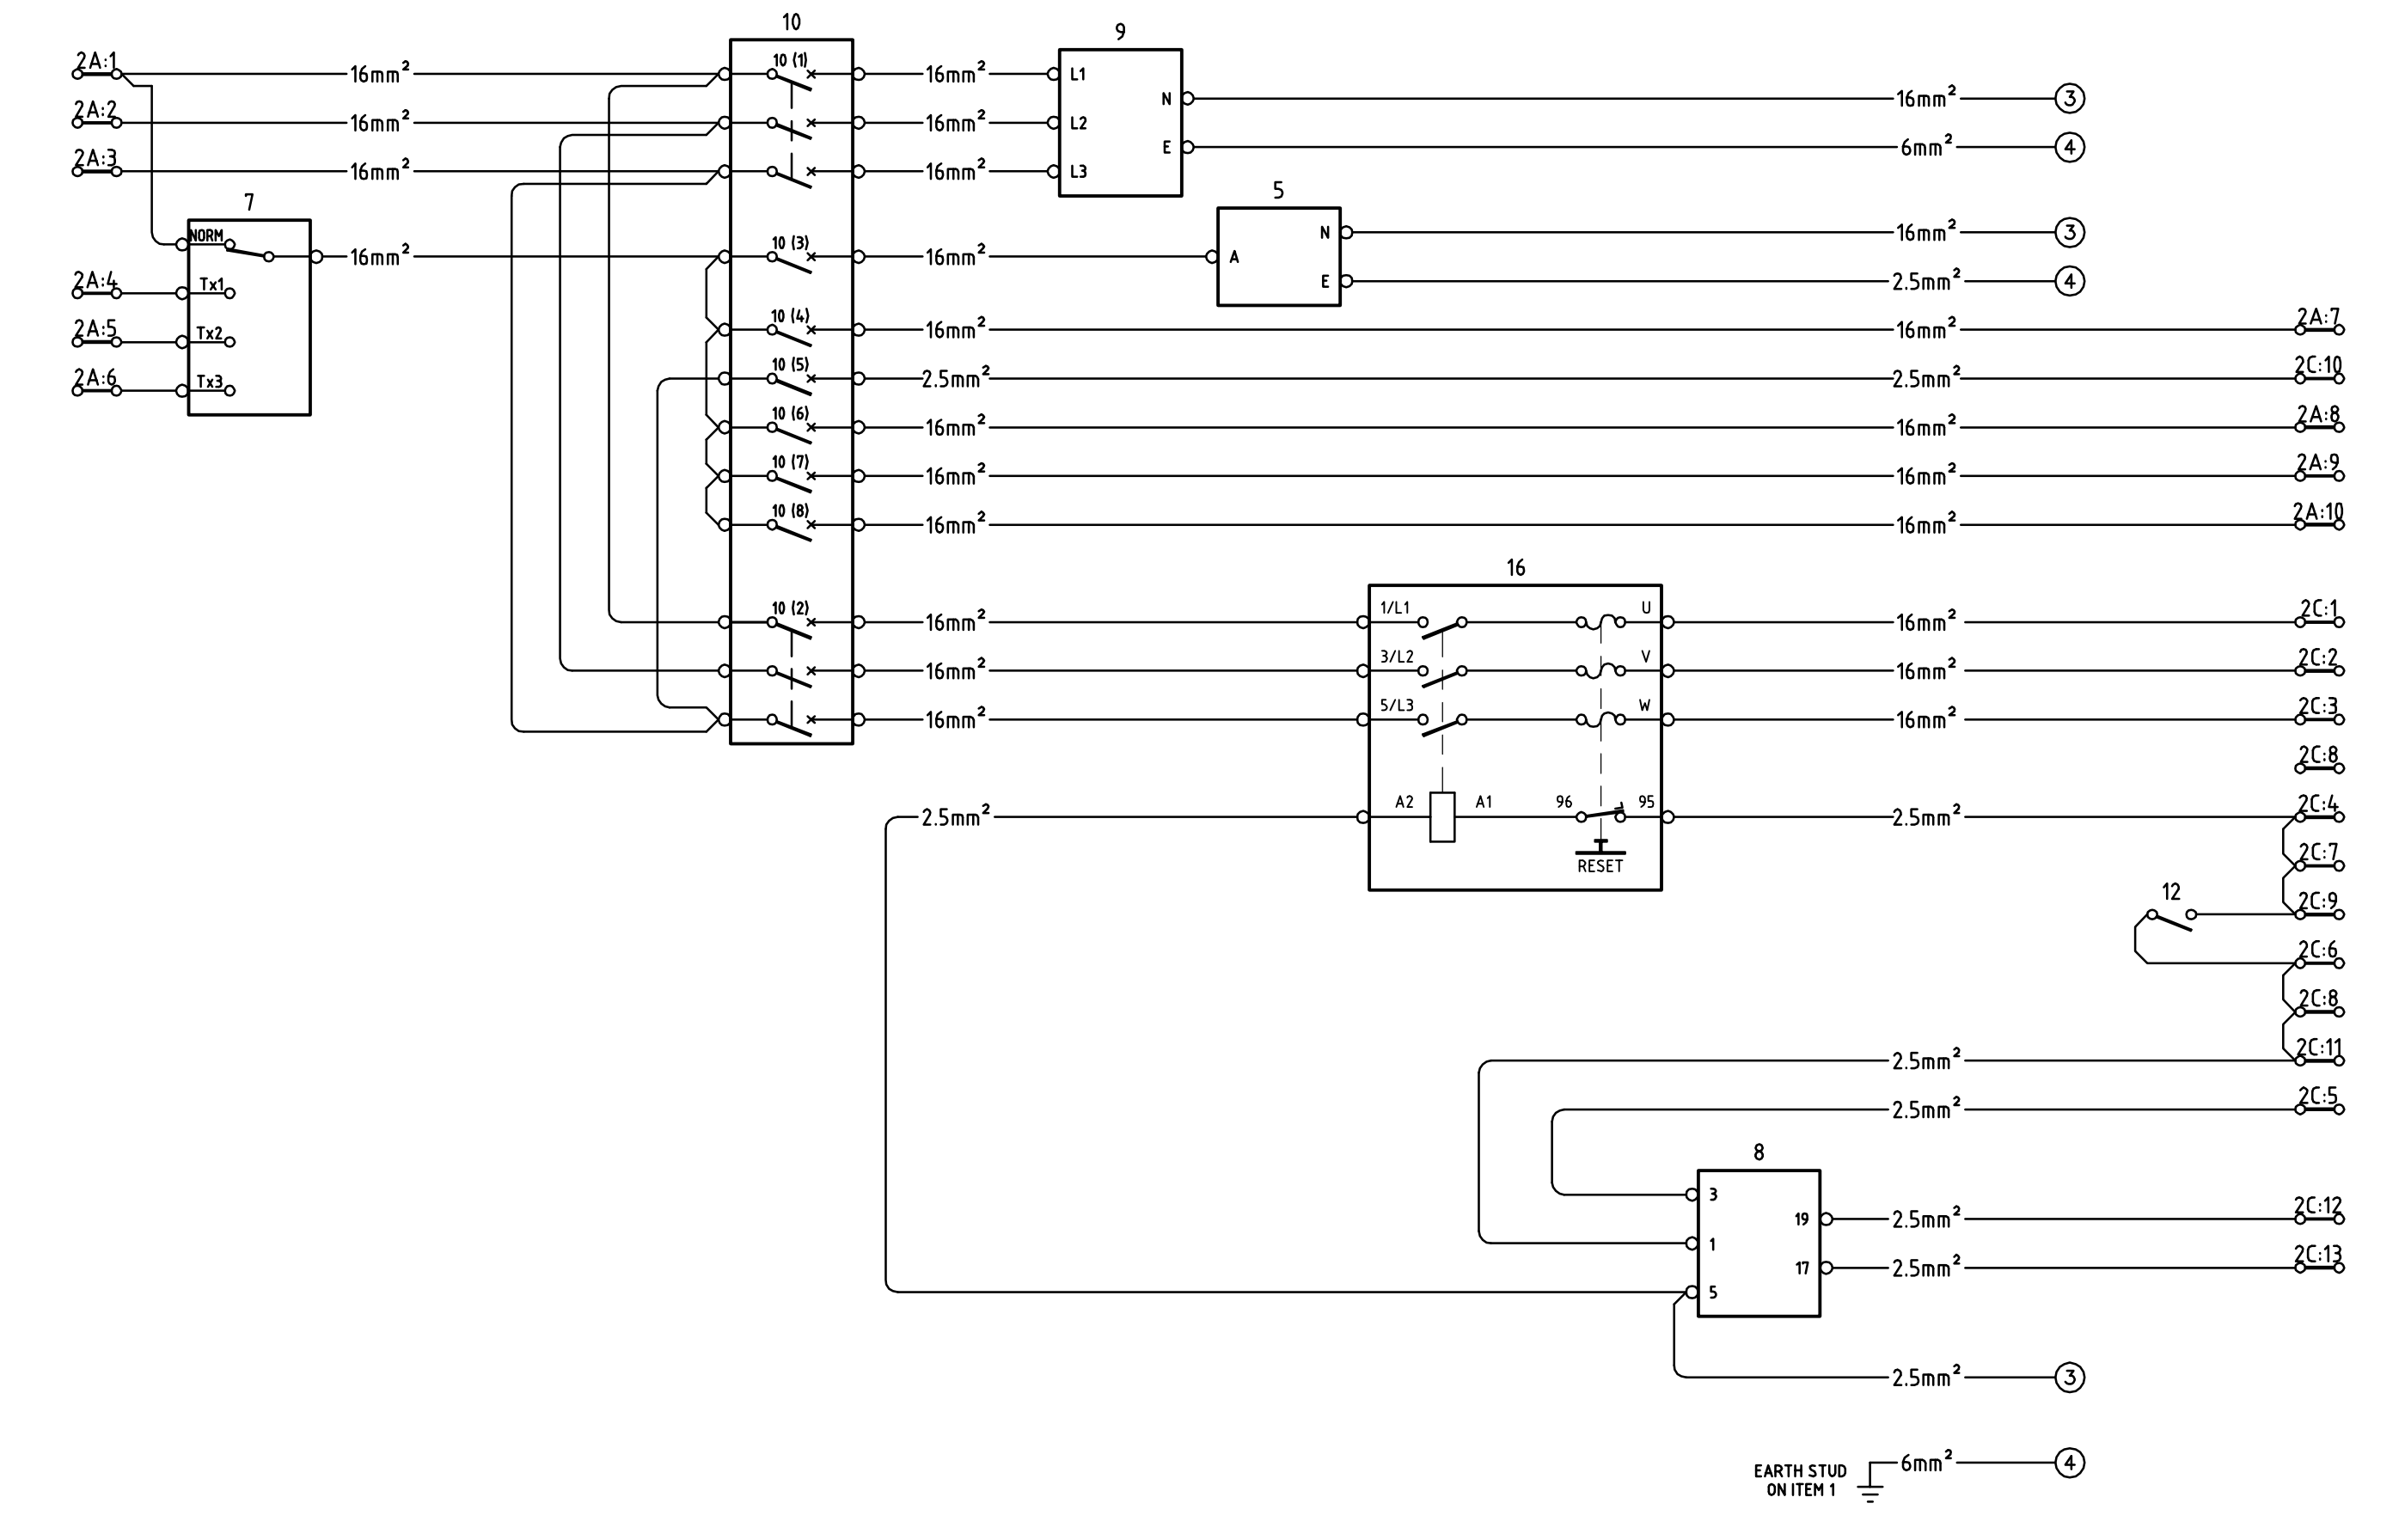 10
9
2A:1
16mm²
10 (1)
16mm²
L1
N
16mm²
3
2A:2
16mm²
16mm²
L2
E
6mm²
4
2A:3
16mm²
16mm²
L3
7
5
NORM
16mm²
10 (3)
16mm²
A
N
16mm²
3
E
2.5mm²
4
2A:4
Tx1
10 (4)
16mm²
16mm²
2A:7
2A:5
Tx2
10 (5)
2.5mm²
2.5mm²
2C:10
2A:6
Tx3
10 (6)
16mm²
16mm²
2A:8
10 (7)
16mm²
16mm²
2A:9
10 (8)
16mm²
16mm²
2A:10
16
10 (2)
16mm²
1/L1
U
16mm²
2C:1
16mm²
3/L2
V
16mm²
2C:2
16mm²
5/L3
W
16mm²
2C:3
2C:8
2.5mm²
A2
A1
96
95
2.5mm²
2C:4
RESET
2C:7
12
2C:9
2C:6
2C:8
2.5mm²
2C:11
2.5mm²
2C:5
8
3
19
2.5mm²
2C:12
1
17
2.5mm²
2C:13
5
2.5mm²
3
EARTH STUD
ON ITEM 1
6mm²
4